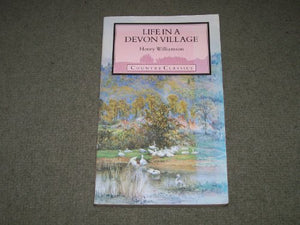 LIFE IN A
DEVON VILLAGE
Henry Williamson
COUNTRY CLASSICS